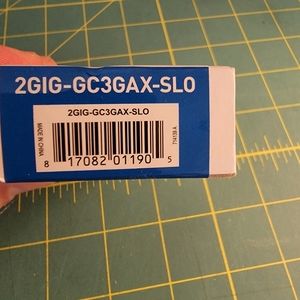 2GIG-GC3GAX-SLO
2GIG-GC3GAX-SLO
MADE IN CHINA
8 17082 01190 5